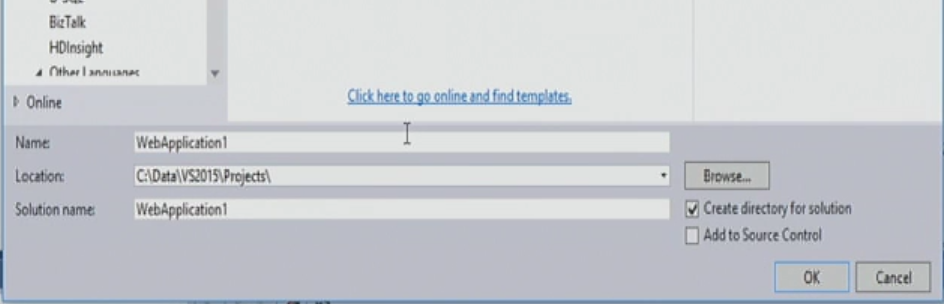 BizTalk
HDInsight
Other Languages
Online
Click here to go online and find templates.
Name:
WebApplication1
Location:
C:\Data\VS2015\Projects\
Browse...
Solution name:
WebApplication1
Create directory for solution
Add to Source Control
OK
Cancel